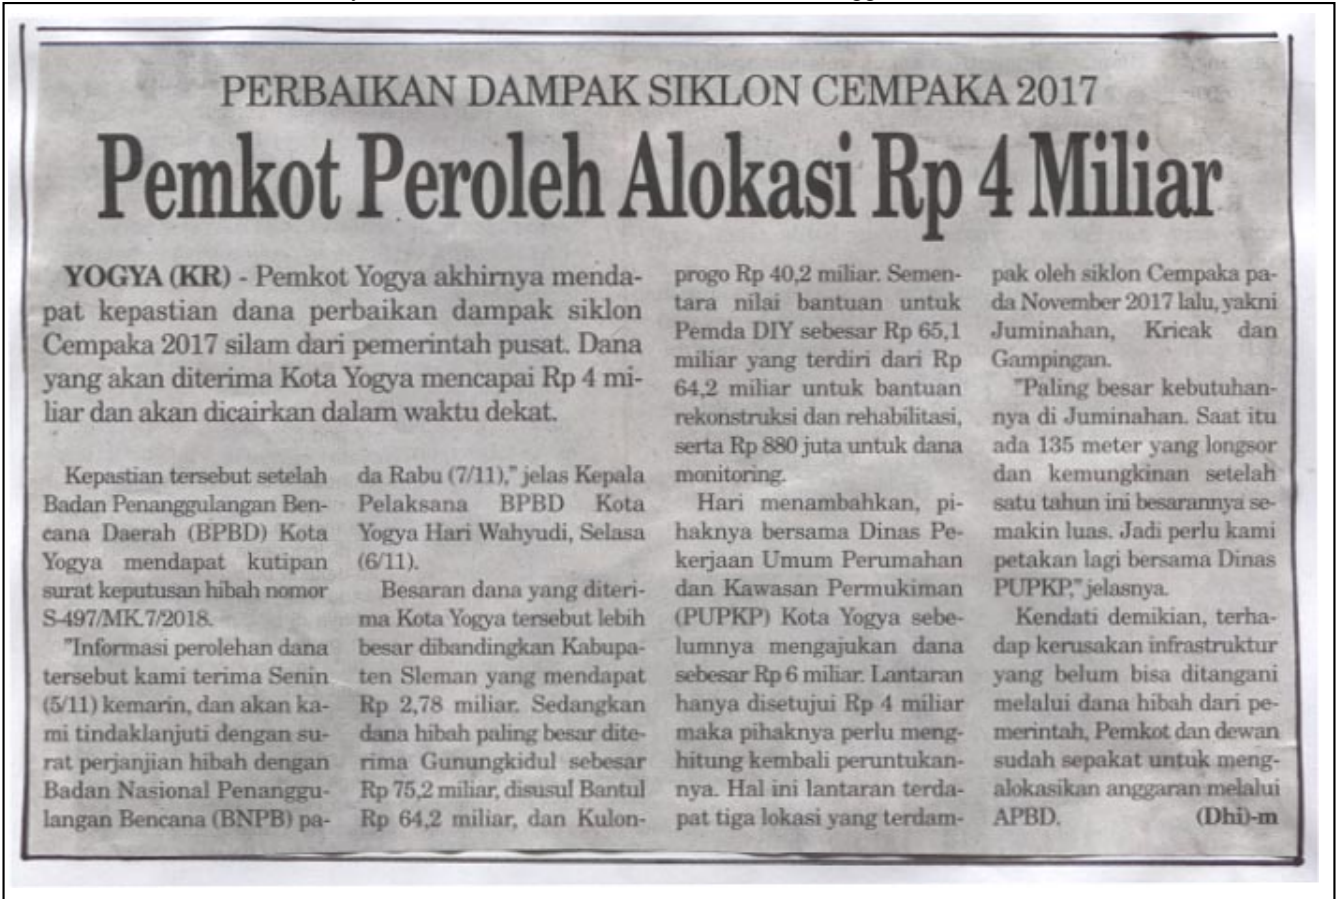 PERBAIKAN DAMPAK SIKLON CEMPAKA 2017
Pemkot Peroleh Alokasi Rp 4 Miliar
YOGYA (KR) - Pemkot Yogya akhirnya menda-
pat kepastian dana perbaikan dampak siklon
Cempaka 2017 silam dari pemerintah pusat. Dana
yang akan diterima Kota Yogya mencapai Rp 4 mi-
liar dan akan dicairkan dalam waktu dekat.
Kepastian tersebut setelah
Badan Penanggulangan Ben-
cana Daerah (BPBD) Kota
Yogya mendapat kutipan
surat keputusan hibah nomor
S-497/MK.7/2018.
"Informasi perolehan dana
tersebut kami terima Senin
(5/11) kemarin, dan akan ka-
mi tindaklanjuti dengan su-
rat perjanjian hibah dengan
Badan Nasional Penanggu-
langan Bencana (BNPB) pa-
da Rabu (7/11)," jelas Kepala
Pelaksana BPBD Kota
Yogya Hari Wahyudi, Selasa
(6/11).
Besaran dana yang diteri-
ma Kota Yogya tersebut lebih
besar dibandingkan Kabupa-
ten Sleman yang mendapat
Rp 2,78 miliar. Sedangkan
dana hibah paling besar dite-
rima Gunungkidul sebesar
Rp 75,2 miliar, disusul Bantul
Rp 64,2 miliar, dan Kulon-
progo Rp 40,2 miliar. Semen-
tara nilai bantuan untuk
Pemda DIY sebesar Rp 65,1
miliar yang terdiri dari Rp
64,2 miliar untuk bantuan
rekonstruksi dan rehabilitasi,
serta Rp 880 juta untuk dana
monitoring.
Hari menambahkan, pi-
haknya bersama Dinas Pe-
kerjaan Umum Perumahan
dan Kawasan Permukiman
(PUPKP) Kota Yogya sebe-
lumnya mengajukan dana
sebesar Rp 6 miliar. Lantaran
hanya disetujui Rp 4 miliar
maka pihaknya perlu meng-
hitung kembali peruntukan-
nya. Hal ini lantaran terda-
pat tiga lokasi yang terdam-
pak oleh siklon Cempaka pa-
da November 2017 lalu, yakni
Juminahan, Kricak dan
Gampingan.
"Paling besar kebutuhan-
nya di Juminahan. Saat itu
ada 135 meter yang longsor
dan kemungkinan setelah
satu tahun ini besarannya se-
makin luas. Jadi perlu kami
petakan lagi bersama Dinas
PUPKP," jelasnya.
Kendati demikian, terha-
dap kerusakan infrastruktur
yang belum bisa ditangani
melalui dana hibah dari pe-
merintah, Pemkot dan dewan
sudah sepakat untuk meng-
alokasikan anggaran melalui
APBD. (Dhi)-m